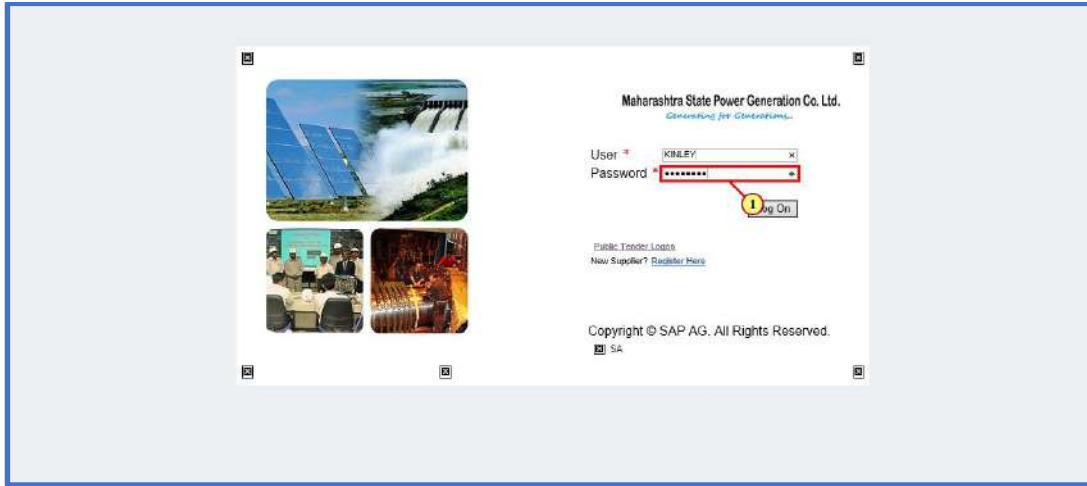 Maharashtra State Power Generation Co. Ltd.
Generating for Generations..
User *
KINLEY
Password *
1
og On
Public Tender Logon
New Supplier? Register Here
Copyright © SAP AG. All Rights Reserved.
SA